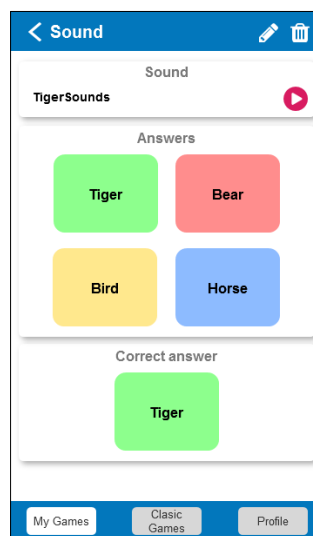 Sound
Sound
TigerSounds
Answers
Tiger
Bear
Bird
Horse
Correct answer
Tiger
My Games
Clasic
Games
Profile